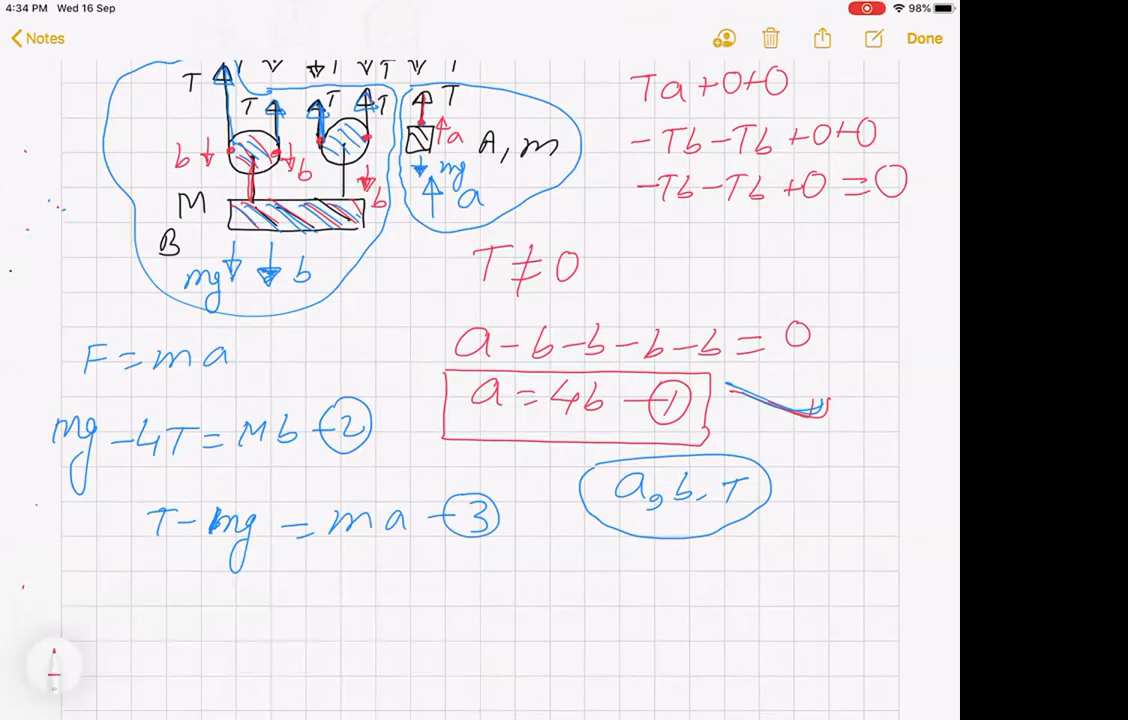 4:34 PM Wed 16 Sep
98%
Notes
Done
T T T T
T T T T T
b b a A, m
mg
M b a
B
mg b
Ta +0+0
-Tb-Tb+0+0
-Tb-Tb+0=0
T≠0
F=ma
a-b-b-b-b=0
a=4b-①
mg-4T=Mb-②
a, b, T
T-mg=ma-③